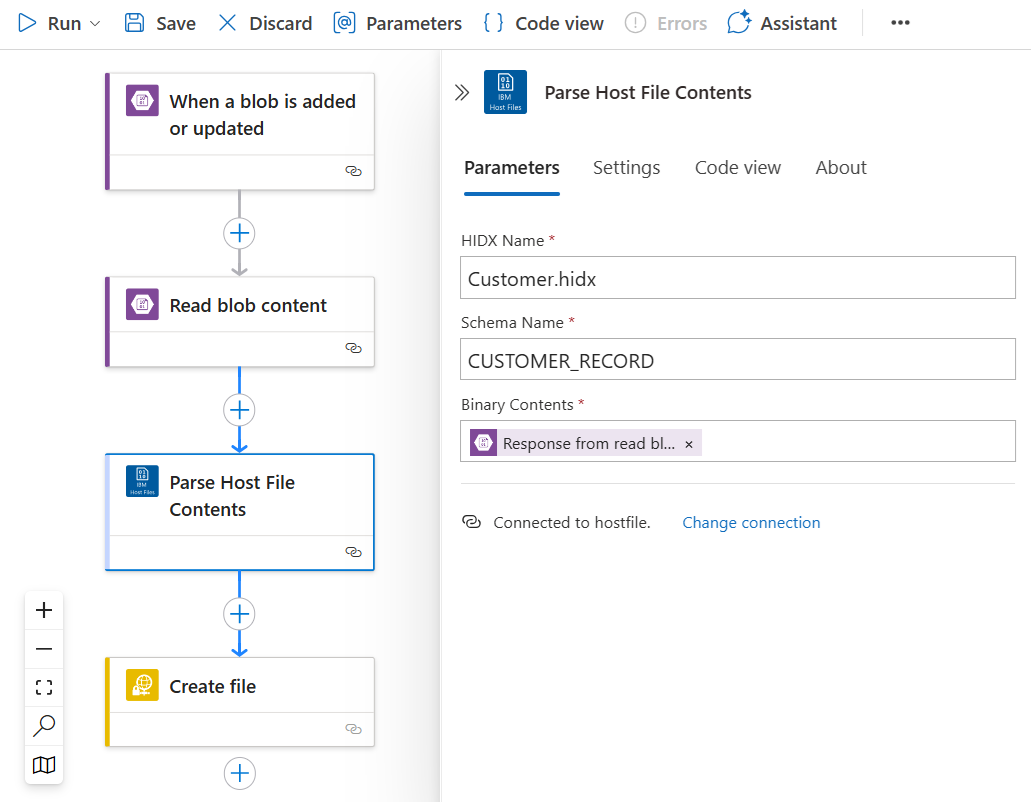 Run Save Discard Parameters Code view Errors Assistant
When a blob is added
or updated
Read blob content
IBM
Host Files
Parse Host File
Contents
Create file
IBM
Host Files
Parse Host File Contents
Parameters Settings Code view About
HIDX Name *
Customer.hidx
Schema Name *
CUSTOMER_RECORD
Binary Contents *
Response from read bl... ×
Connected to hostfile. Change connection